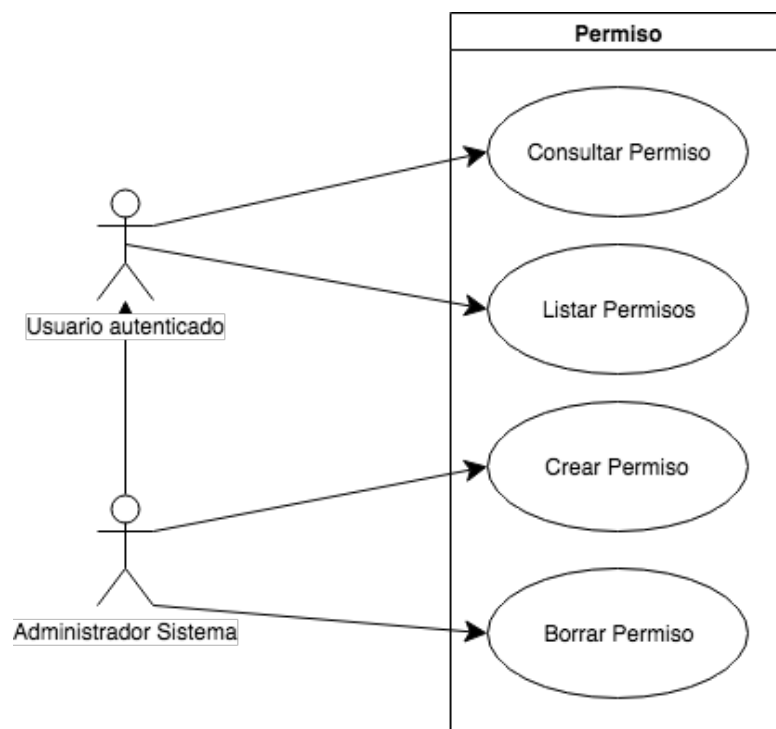 Permiso
Consultar Permiso
Usuario autenticado
Listar Permisos
Crear Permiso
Administrador Sistema
Borrar Permiso